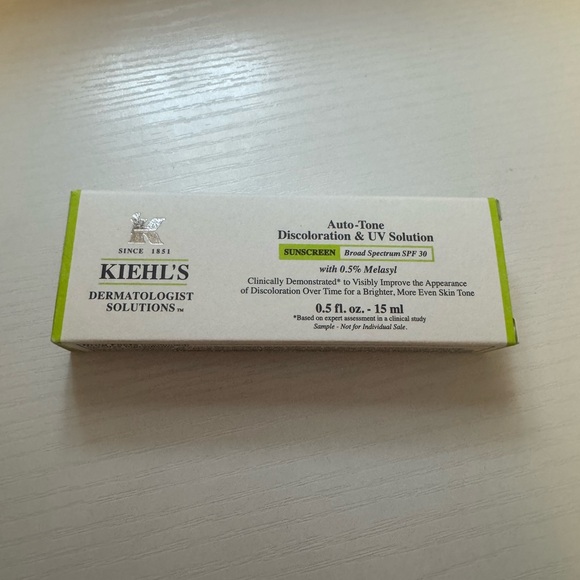 K
SINCE 1851
KIEHL'S
DERMATOLOGIST
SOLUTIONS™
Auto-Tone
Discoloration & UV Solution
SUNSCREEN Broad Spectrum SPF 30
with 0.5% Melasyl
Clinically Demonstrated* to Visibly Improve the Appearance
of Discoloration Over Time for a Brighter, More Even Skin Tone
0.5 fl. oz. - 15 ml
*Based on expert assessment in a clinical study
Sample - Not for Individual Sale.